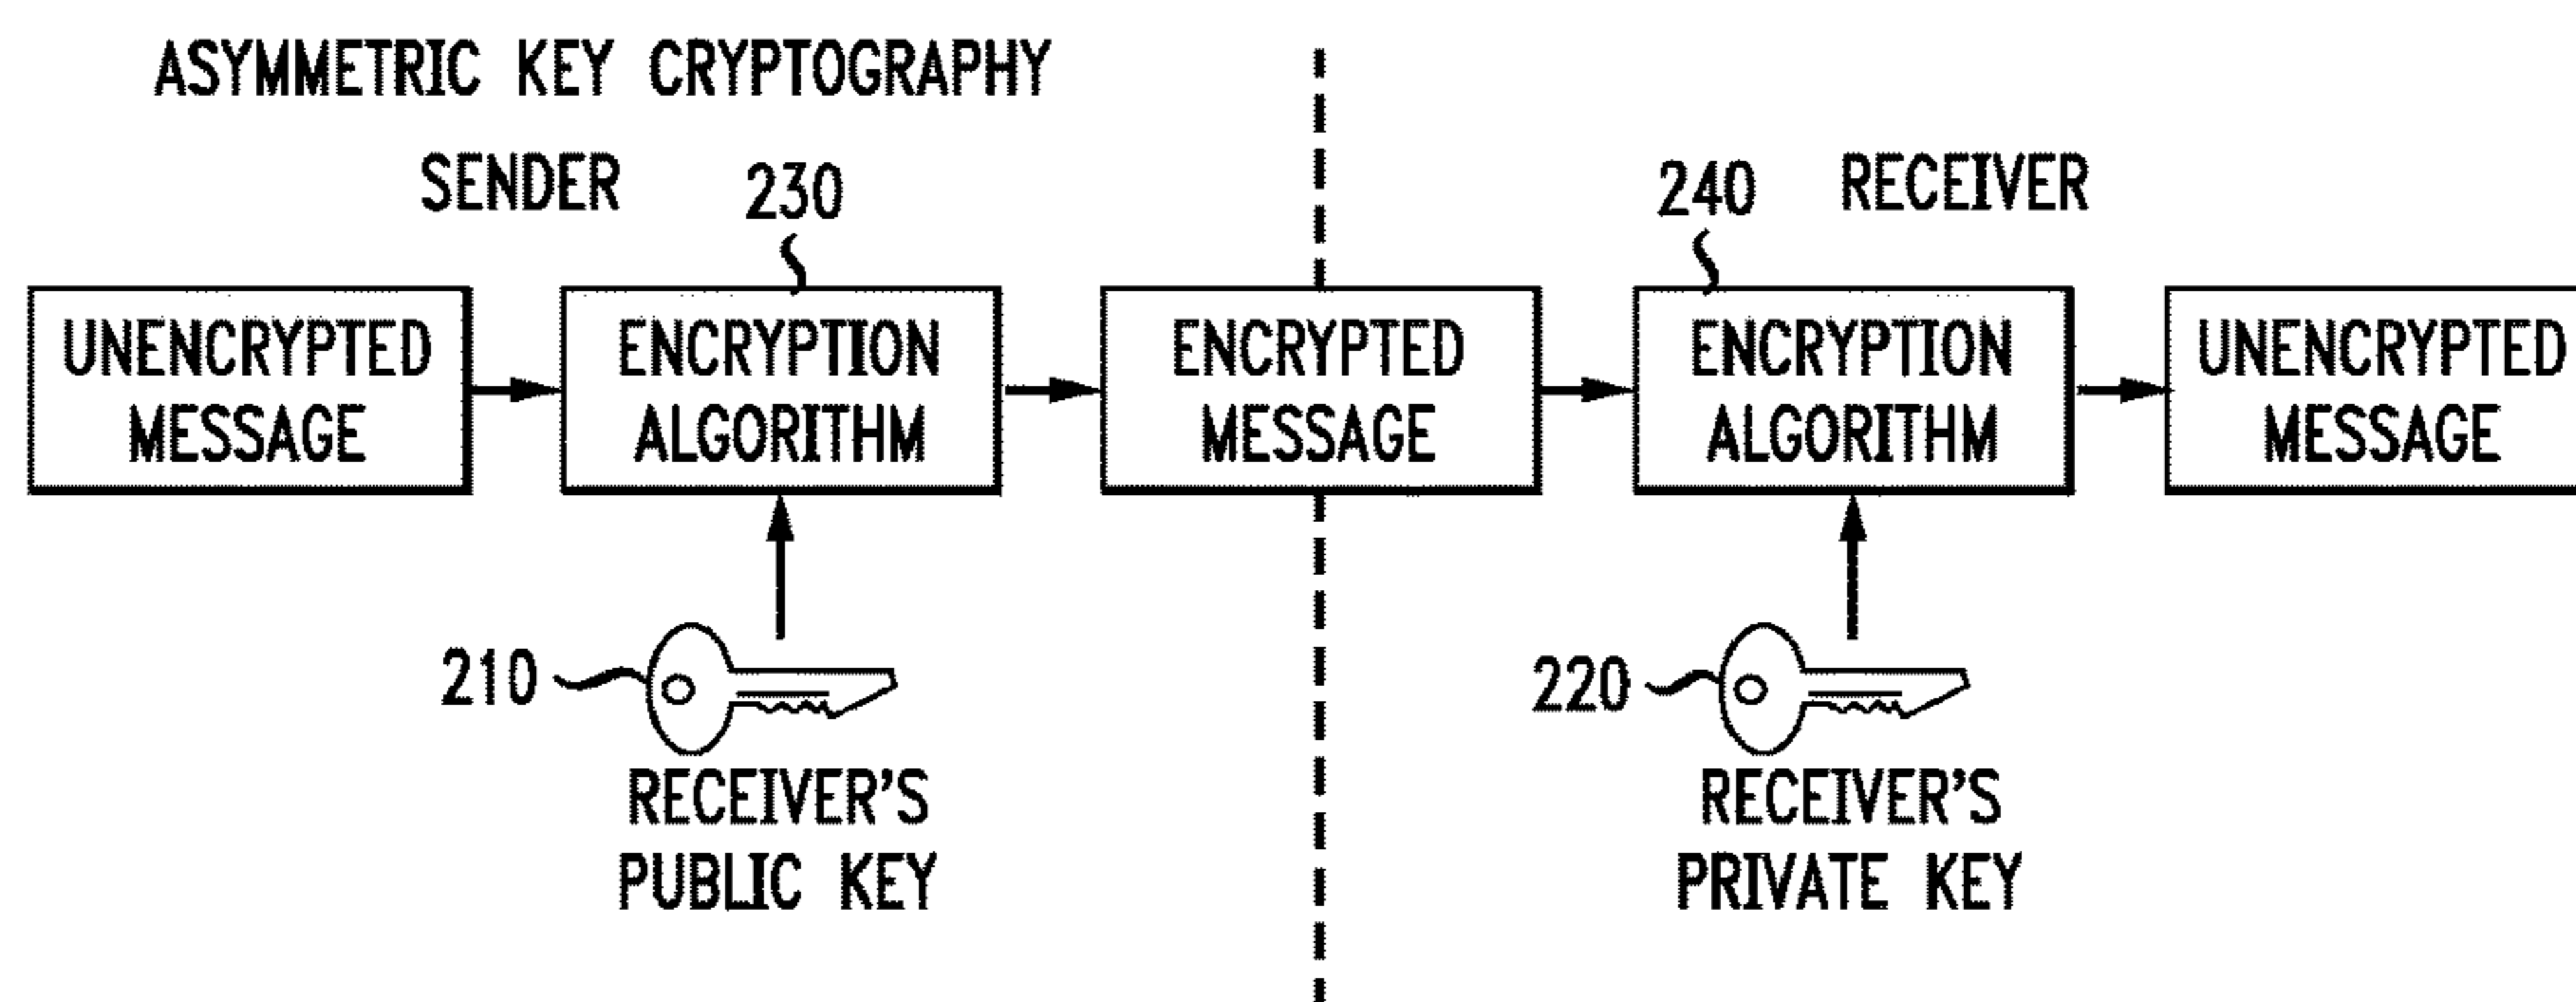 ASYMMETRIC KEY CRYPTOGRAPHY
SENDER
230
240
RECEIVER
UNENCRYPTED
MESSAGE
ENCRYPTION
ALGORITHM
ENCRYPTED
MESSAGE
ENCRYPTION
ALGORITHM
UNENCRYPTED
MESSAGE
210
RECEIVER'S
PUBLIC KEY
220
RECEIVER'S
PRIVATE KEY